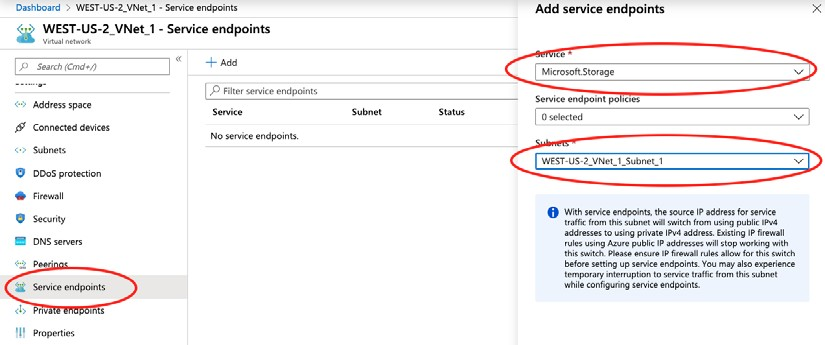 Dashboard > WEST-US-2_VNet_1 - Service endpoints
WEST-US-2_VNet_1 - Service endpoints
Virtual network
Search (Cmd+/)
Settings
Address space
Connected devices
Subnets
DDoS protection
Firewall
Security
DNS servers
Peerings
Service endpoints
Private endpoints
Properties
+ Add
Filter service endpoints
Service Subnet Status
No service endpoints.
Add service endpoints
Service *
Microsoft.Storage
Service endpoint policies
0 selected
Subnets *
WEST-US-2_VNet_1_Subnet_1
With service endpoints, the source IP address for service
traffic from this subnet will switch from using public IPv4
addresses to using private IPv4 address. Existing IP firewall
rules using Azure public IP addresses will stop working with
this switch. Please ensure IP firewall rules allow for this switch
before setting up service endpoints. You may also experience
temporary interruption to service traffic from this subnet
while configuring service endpoints.